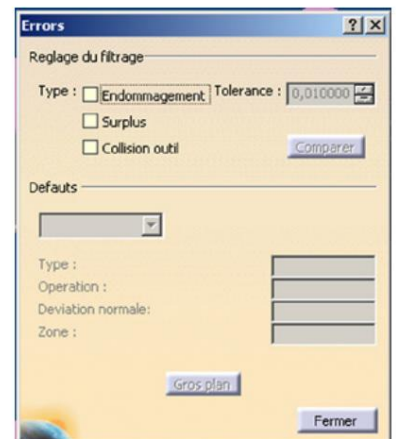 Errors
Reglage du filtrage
Type : Endommagement Tolerance : 0,010000
Surplus
Collision outil
Comparer
Defauts
Type :
Operation :
Deviation normale:
Zone :
Gros plan
Fermer